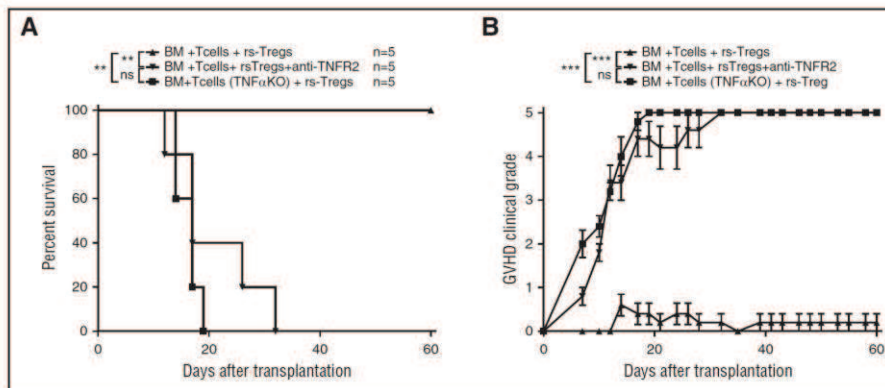 A
** ** ns
BM +Tcells + rs-Tregs n=5
BM +Tcells+ rsTregs+anti-TNFR2 n=5
BM+Tcells (TNFαKO) + rs-Tregs n=5
100
80
60
40
20
0
Percent survival
0 20 40 60
Days after transplantation
B
*** *** ns
BM +Tcells + rs-Tregs
BM +Tcells+ rsTregs+anti-TNFR2
BM +Tcells (TNFαKO) + rs-Treg
5
4
3
2
1
0
GVHD clinical grade
0 20 40 60
Days after transplantation